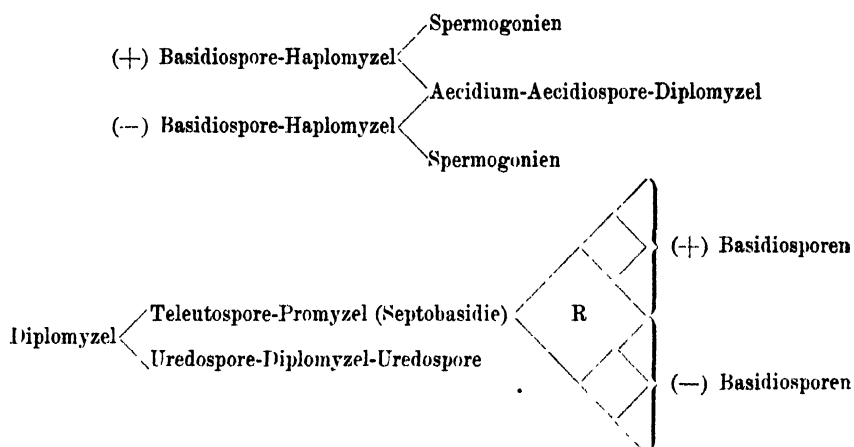 Spermogonien
(+) Basidiospore-Haplomyzel
Aecidium-Aecidiospore-Diplomyzel
(—) Basidiospore-Haplomyzel
Spermogonien
(+) Basidiosporen
Teleutospore-Promyzel (Septobasidie) R
Diplomyzel
Uredospore-Diplomyzel-Uredospore
(—) Basidiosporen